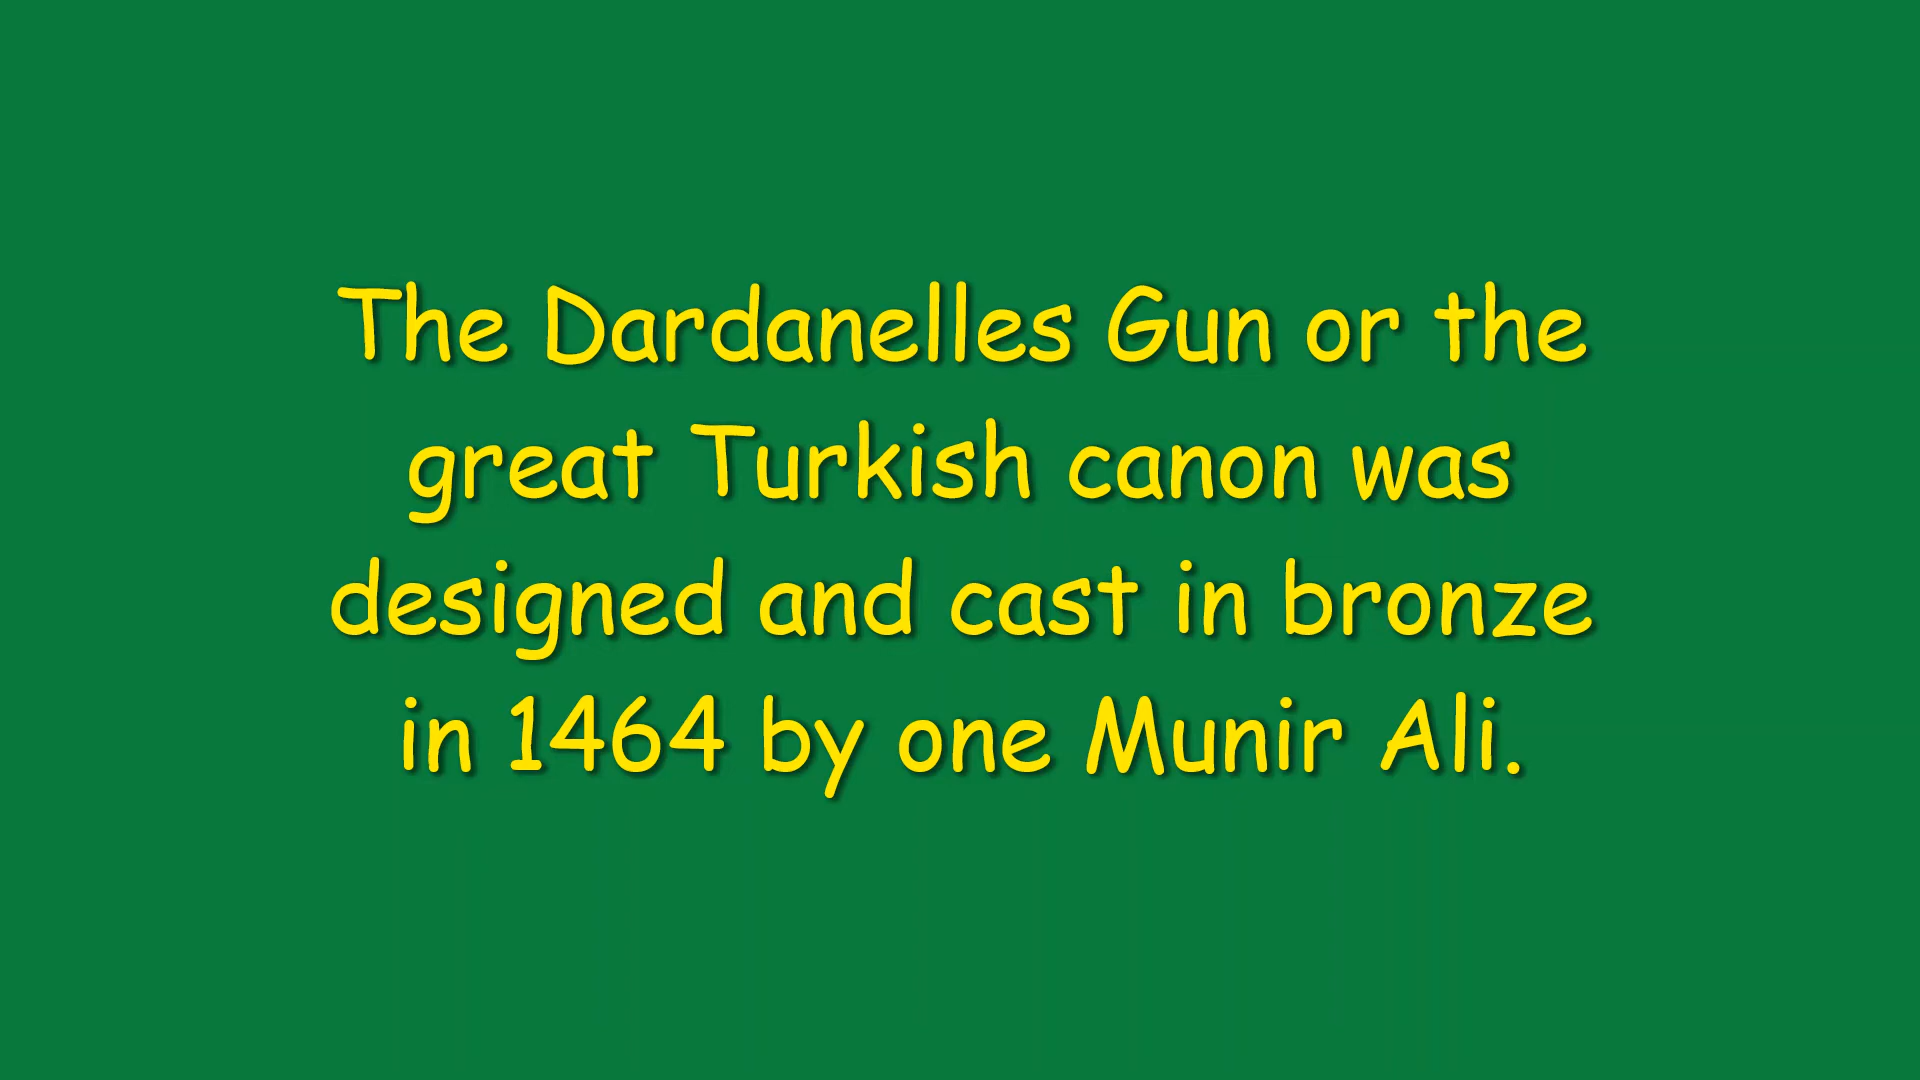 The Dardanelles Gun or the
great Turkish canon was
designed and cast in bronze
in 1464 by one Munir Ali.